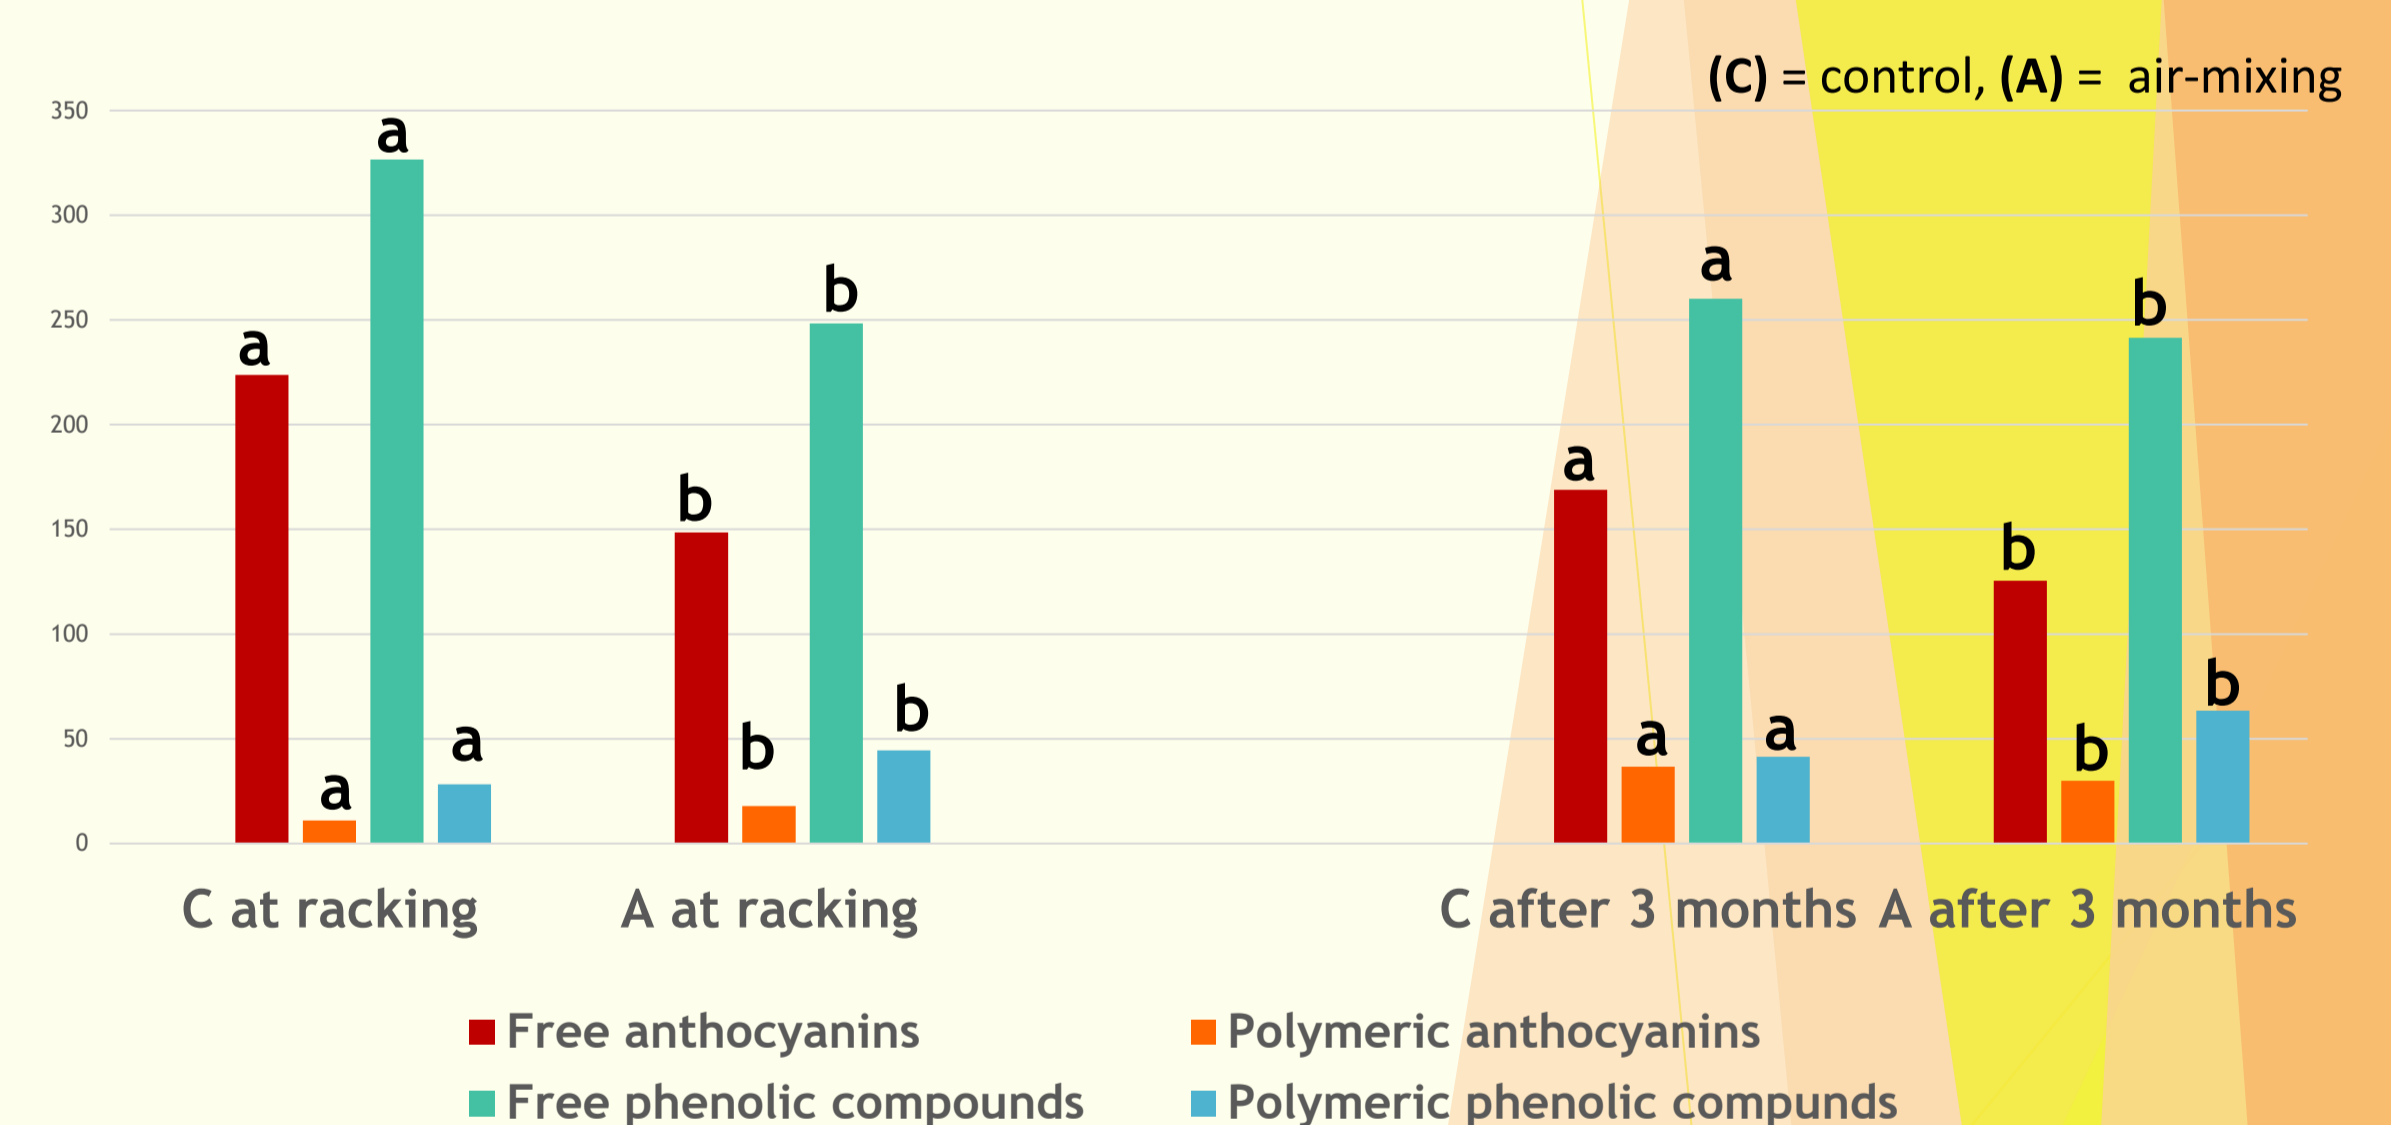 (C) = control, (A) = air-mixing
350
300
250
200
150
100
50
0
a
a
a
a
b
b
b
b
a
a
a
a
b
b
b
b
C at racking
A at racking
C after 3 months
A after 3 months
Free anthocyanins
Polymeric anthocyanins
Free phenolic compounds
Polymeric phenolic compunds